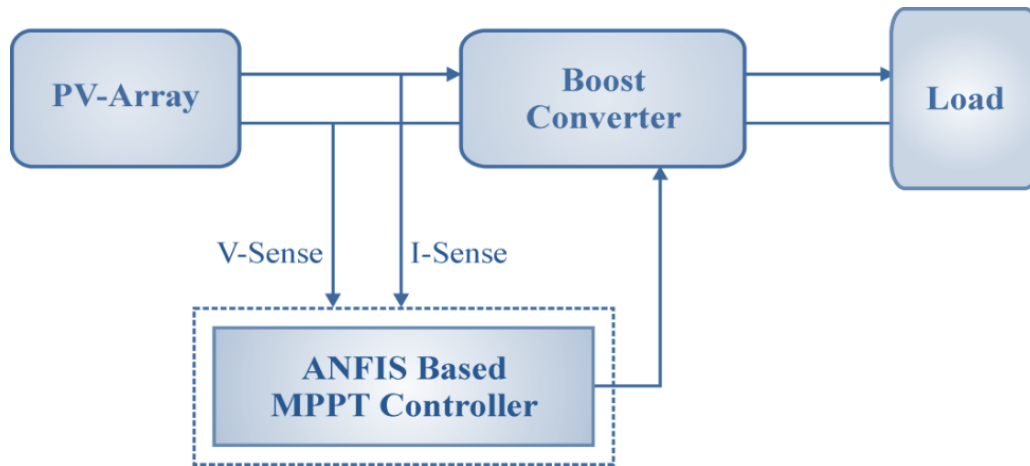 PV-Array
Boost
Converter
Load
V-Sense
I-Sense
ANFIS Based
MPPT Controller